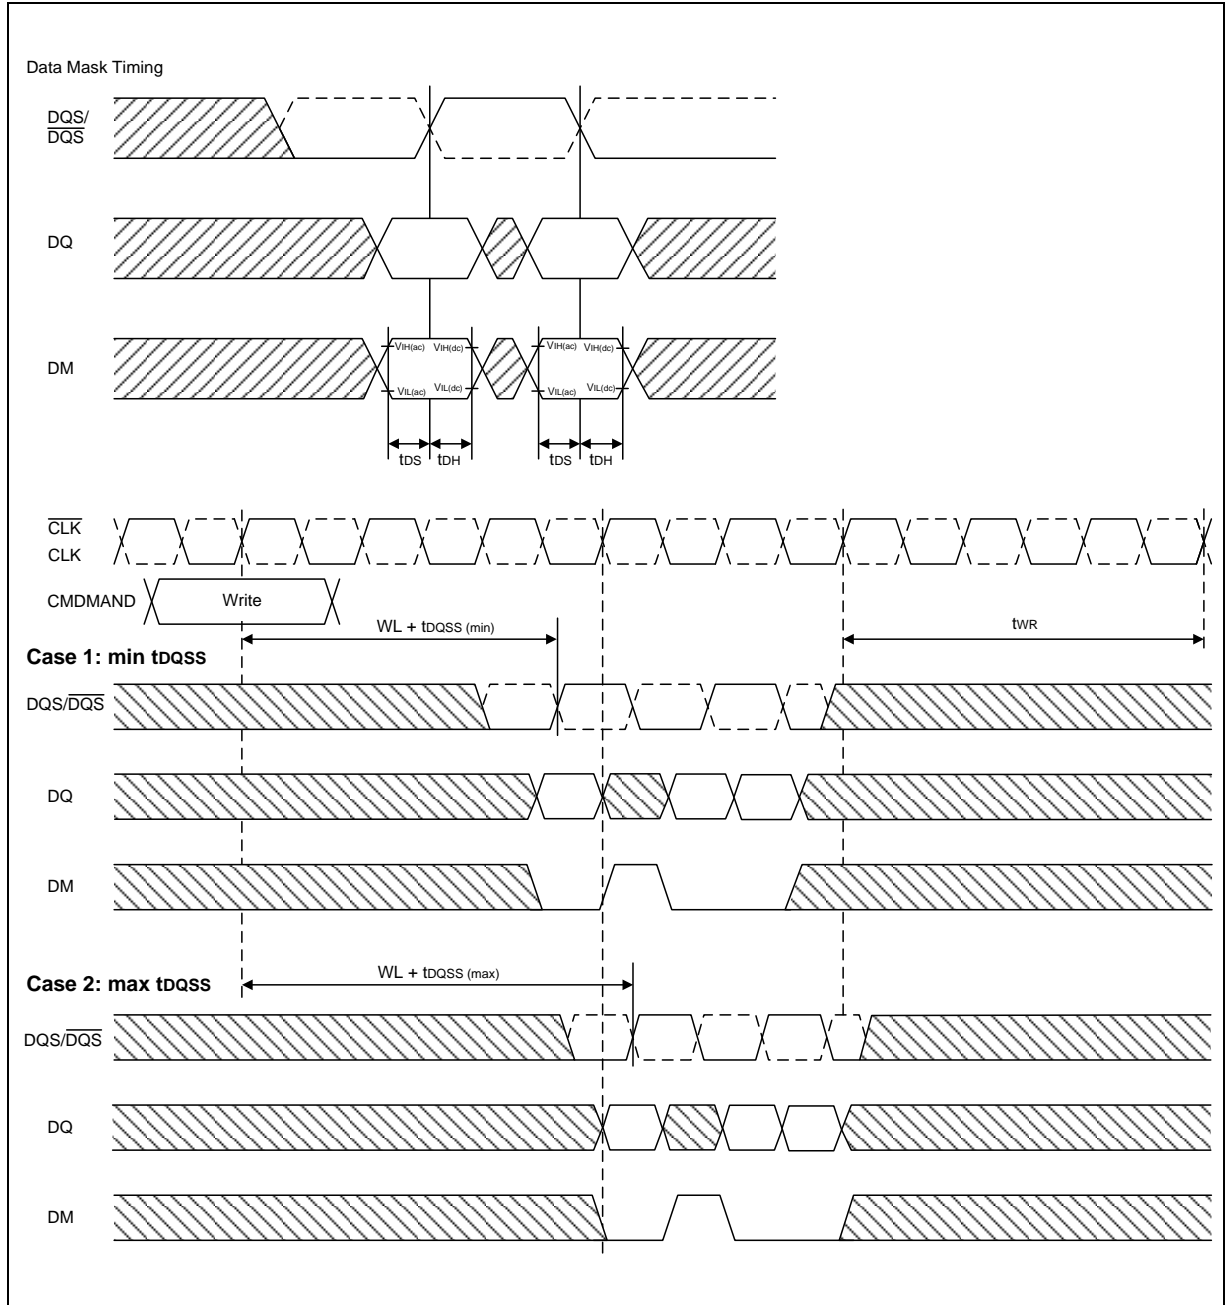 Data Mask Timing
DQS/
DQS
DQ
DM
VIH(ac) VIH(dc) VIH(ac) VIH(dc)
VIL(ac) VIL(dc) VIL(ac) VIL(dc)
tDS tDH tDS tDH
CLK
CLK
CMDMAND Write
WL + tDQSS (min) tWR
Case 1: min tDQSS
DQS/DQS
DQ
DM
WL + tDQSS (max)
Case 2: max tDQSS
DQS/DQS
DQ
DM